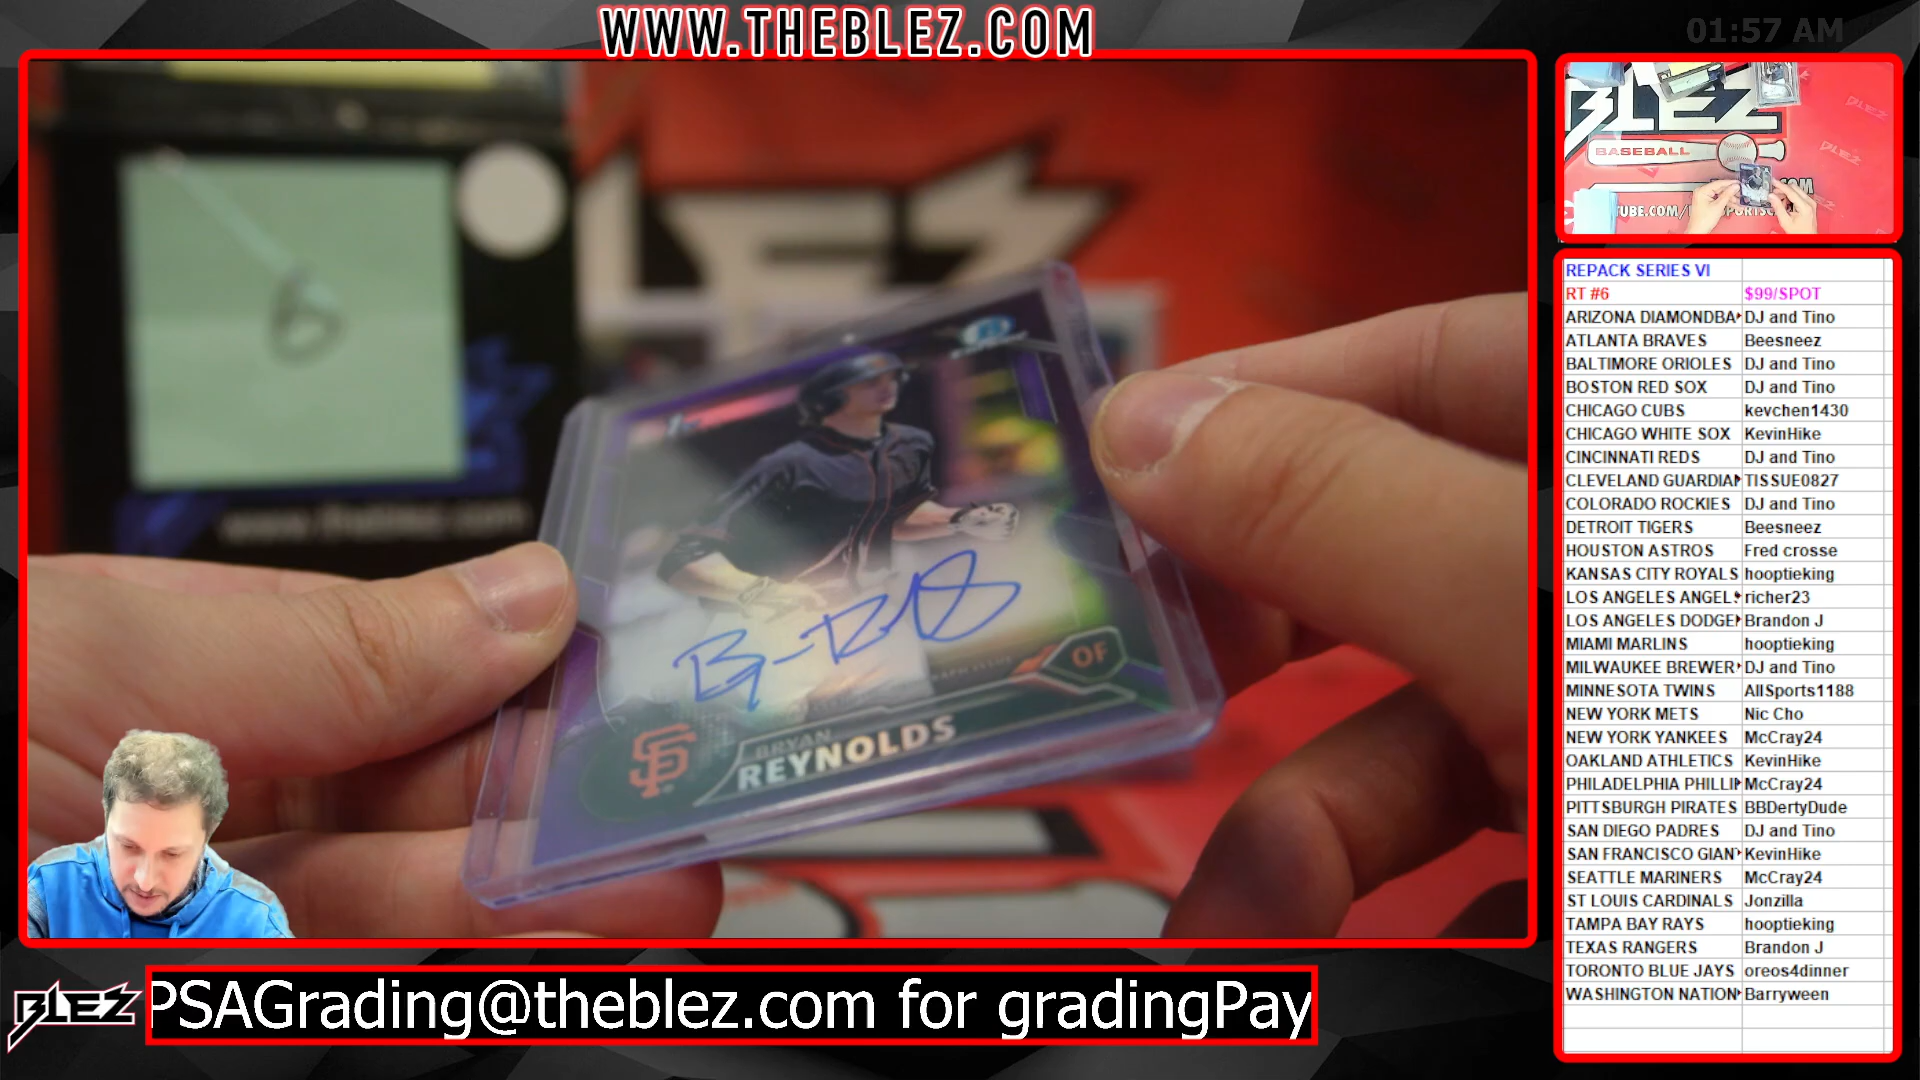 WWW.THEBLEZ.COM
01:57 AM
BLEZ
BASEBALL
1st
BRYAN
REYNOLDS
OF
SF
REPACK SERIES VI
RT #6 $99/SPOT
ARIZONA DIAMONDBA DJ and Tino
ATLANTA BRAVES Beesneez
BALTIMORE ORIOLES DJ and Tino
BOSTON RED SOX DJ and Tino
CHICAGO CUBS kevchen1430
CHICAGO WHITE SOX KevinHike
CINCINNATI REDS DJ and Tino
CLEVELAND GUARDIAN TISSUE0827
COLORADO ROCKIES DJ and Tino
DETROIT TIGERS Beesneez
HOUSTON ASTROS Fred crosse
KANSAS CITY ROYALS hooptieking
LOS ANGELES ANGELS richer23
LOS ANGELES DODGE Brandon J
MIAMI MARLINS hooptieking
MILWAUKEE BREWER DJ and Tino
MINNESOTA TWINS AllSports1188
NEW YORK METS Nic Cho
NEW YORK YANKEES McCray24
OAKLAND ATHLETICS KevinHike
PHILADELPHIA PHILLI McCray24
PITTSBURGH PIRATES BBDertyDude
SAN DIEGO PADRES DJ and Tino
SAN FRANCISCO GIAN KevinHike
SEATTLE MARINERS McCray24
ST LOUIS CARDINALS Jonzilla
TAMPA BAY RAYS hooptieking
TEXAS RANGERS Brandon J
TORONTO BLUE JAYS oreos4dinner
WASHINGTON NATION Barryween
BLEZ
PSAGrading@theblez.com for gradingPay